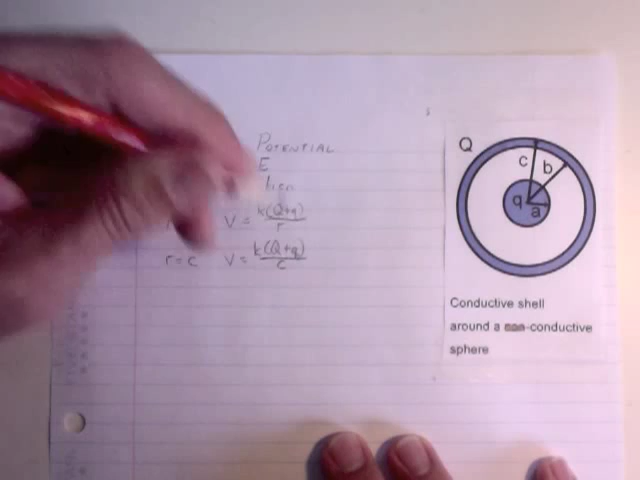 POTENTIAL
E
V = k(Q+q)/r
r = c V = k(Q+q)/c
Q
c
b
q
a
Conductive shell
around a non-conductive
sphere